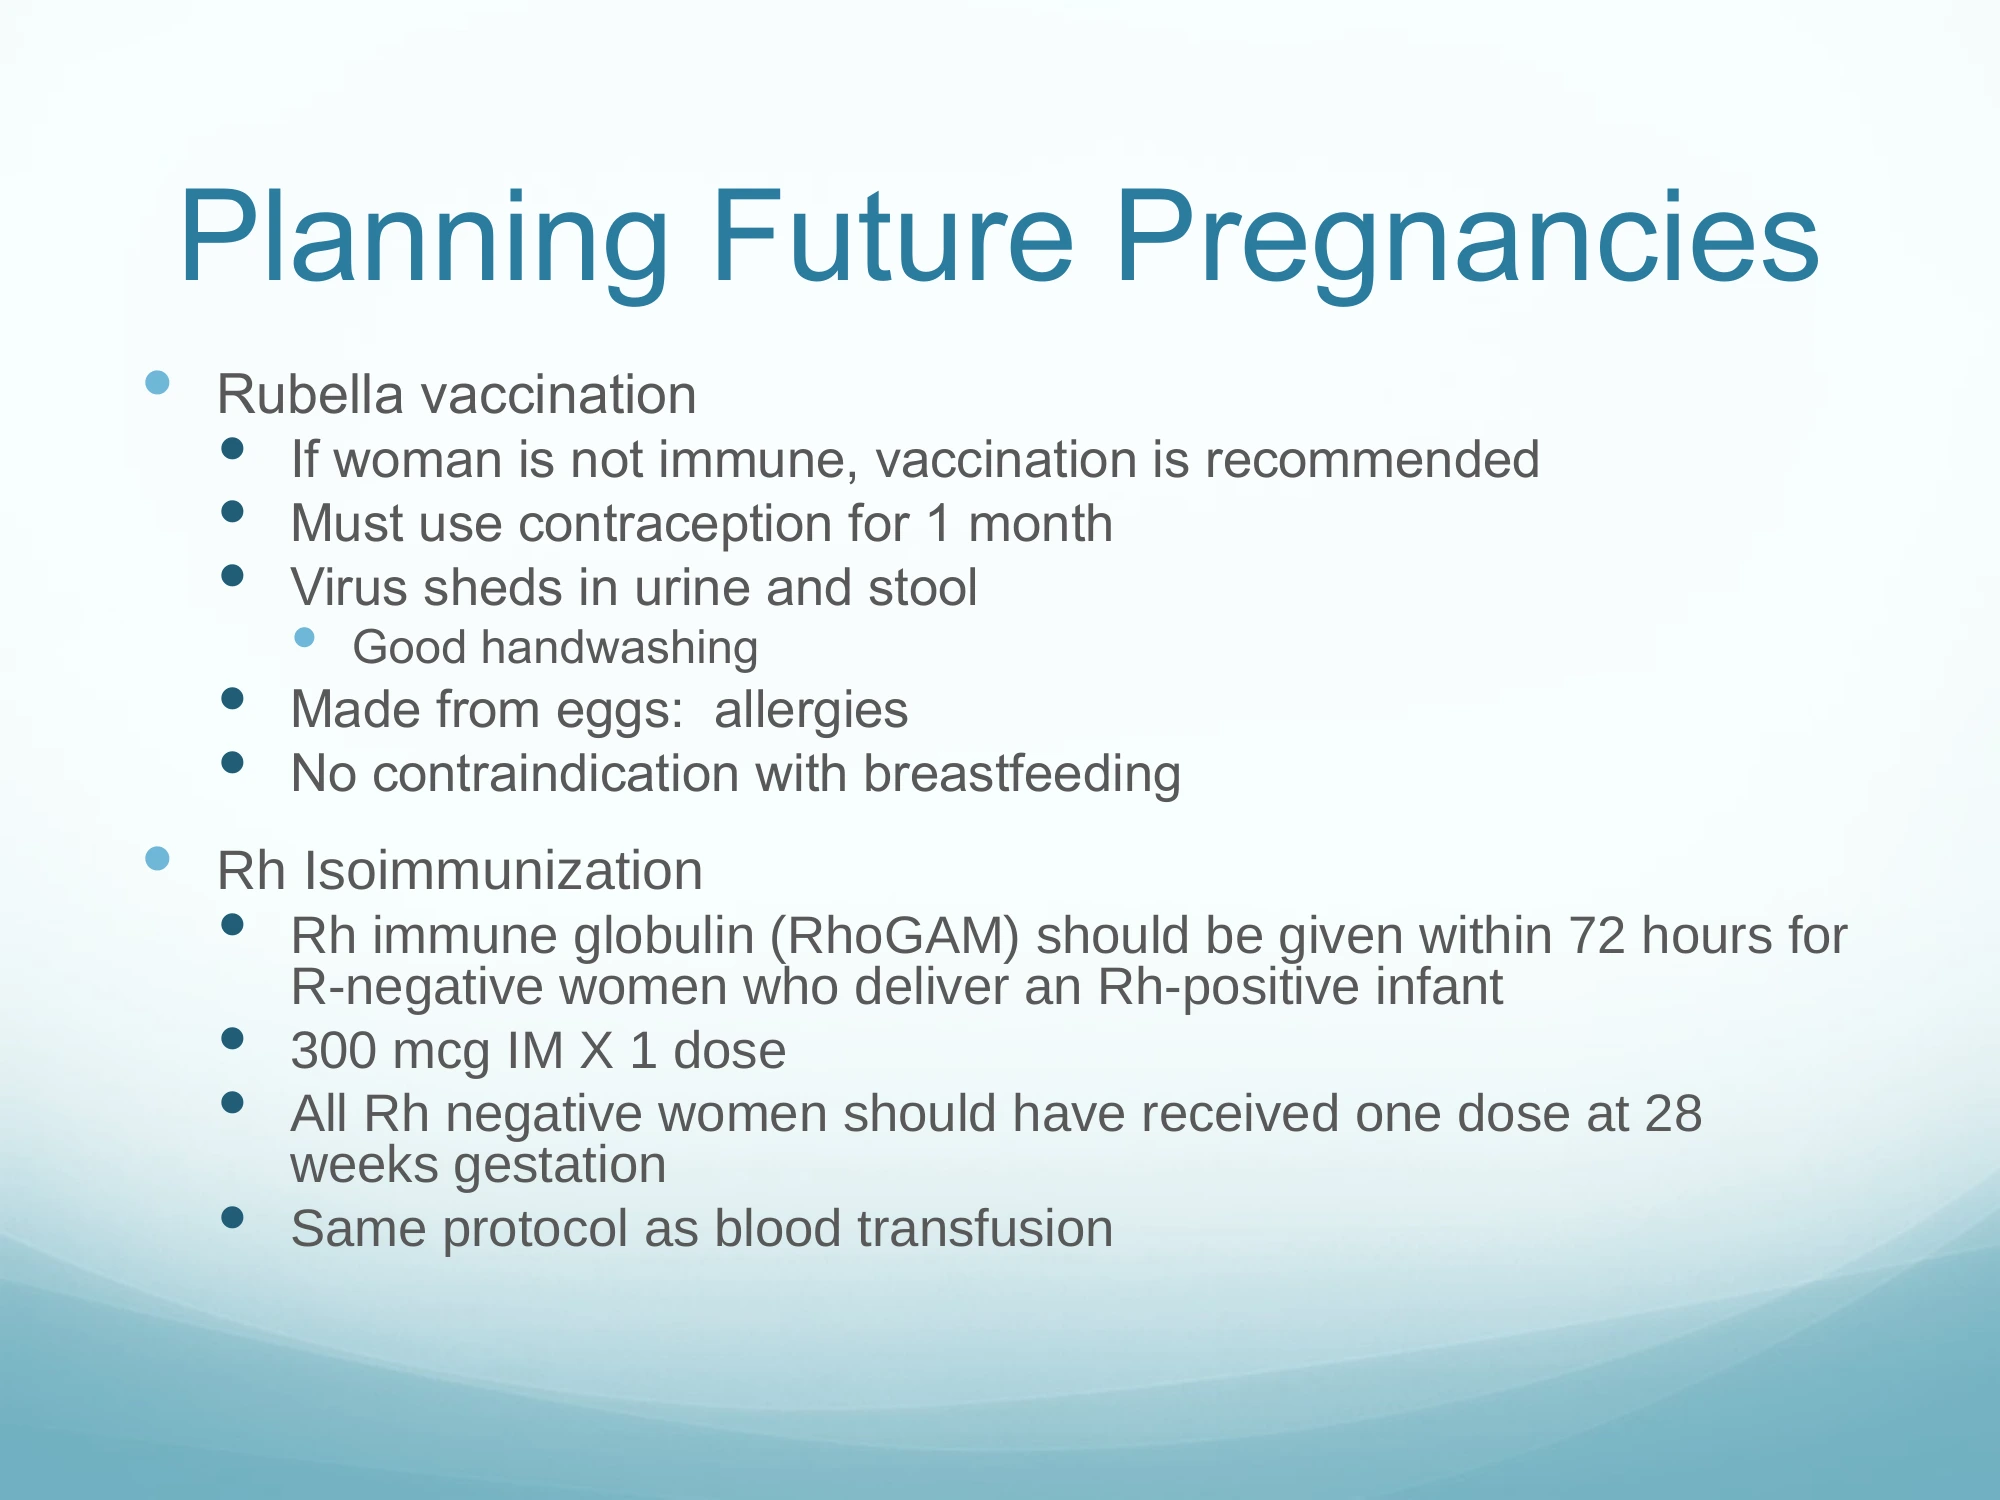 Planning Future Pregnancies
Rubella vaccination
If woman is not immune, vaccination is recommended
Must use contraception for 1 month
Virus sheds in urine and stool
Good handwashing
Made from eggs:  allergies
No contraindication with breastfeeding
Rh Isoimmunization
Rh immune globulin (RhoGAM) should be given within 72 hours for
R-negative women who deliver an Rh-positive infant
300 mcg IM X 1 dose
All Rh negative women should have received one dose at 28
weeks gestation
Same protocol as blood transfusion